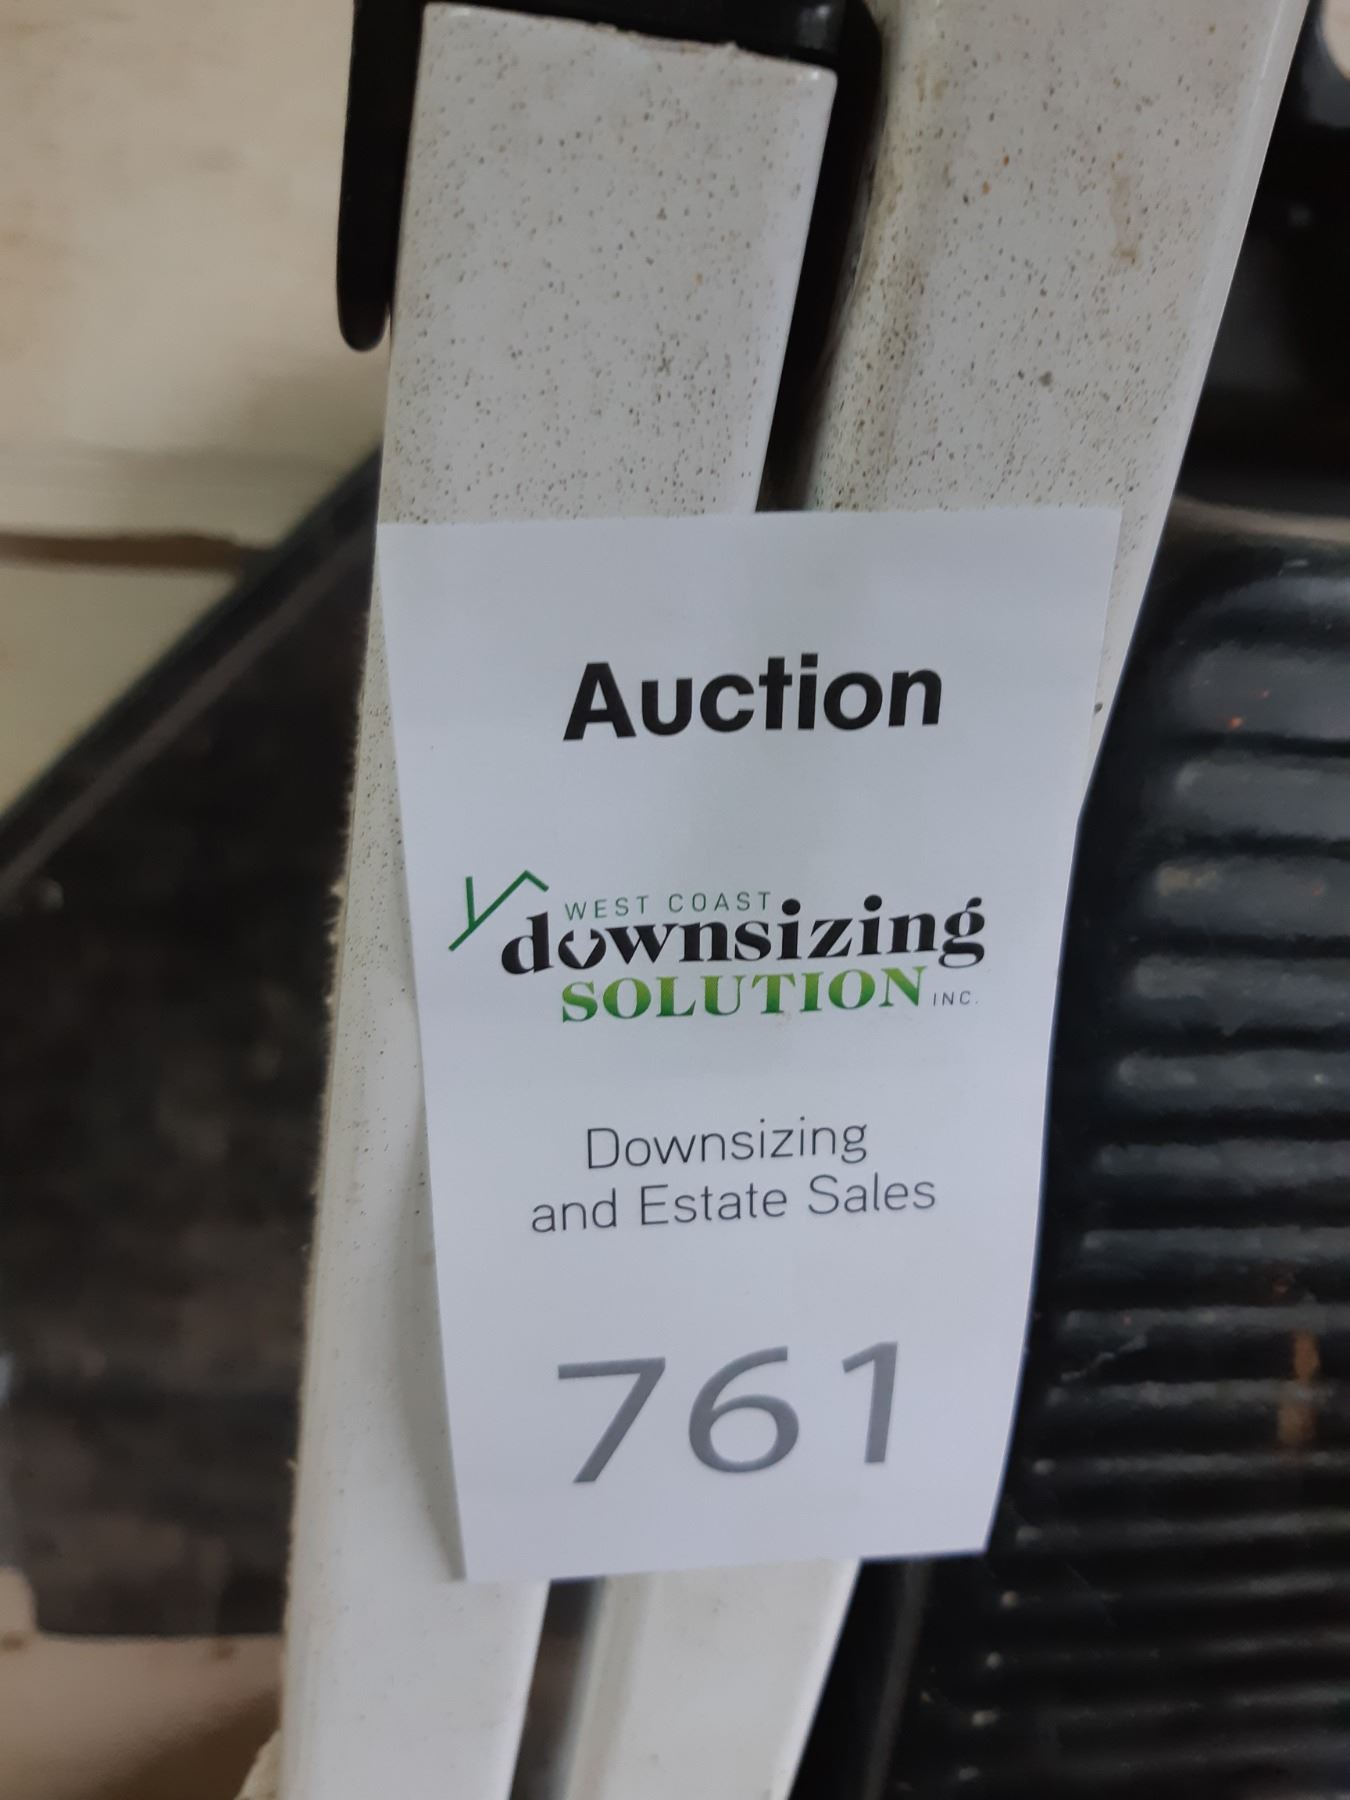 Auction
WEST COAST
downsizing
SOLUTION INC.
Downsizing
and Estate Sales
761